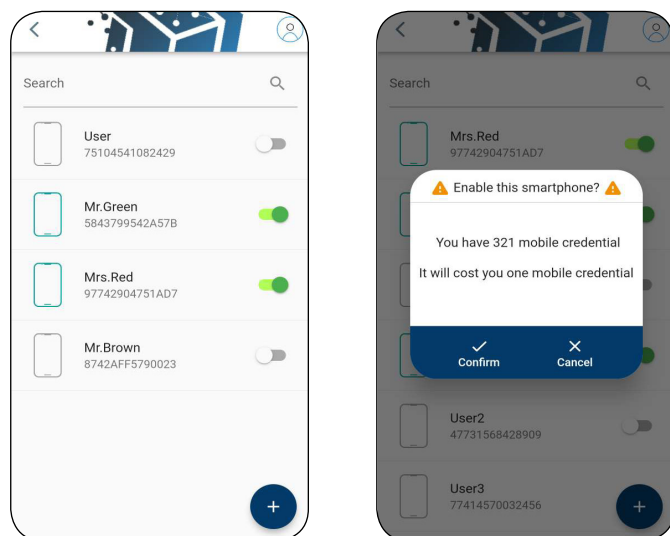 Search
User
75104541082429
Mr.Green
5843799542A57B
Mrs.Red
97742904751AD7
Mr.Brown
8742AFF5790023
+
Search
Mrs.Red
97742904751AD7
Enable this smartphone?
You have 321 mobile credential
It will cost you one mobile credential
Confirm
Cancel
User2
47731568428909
User3
77414570032456
+